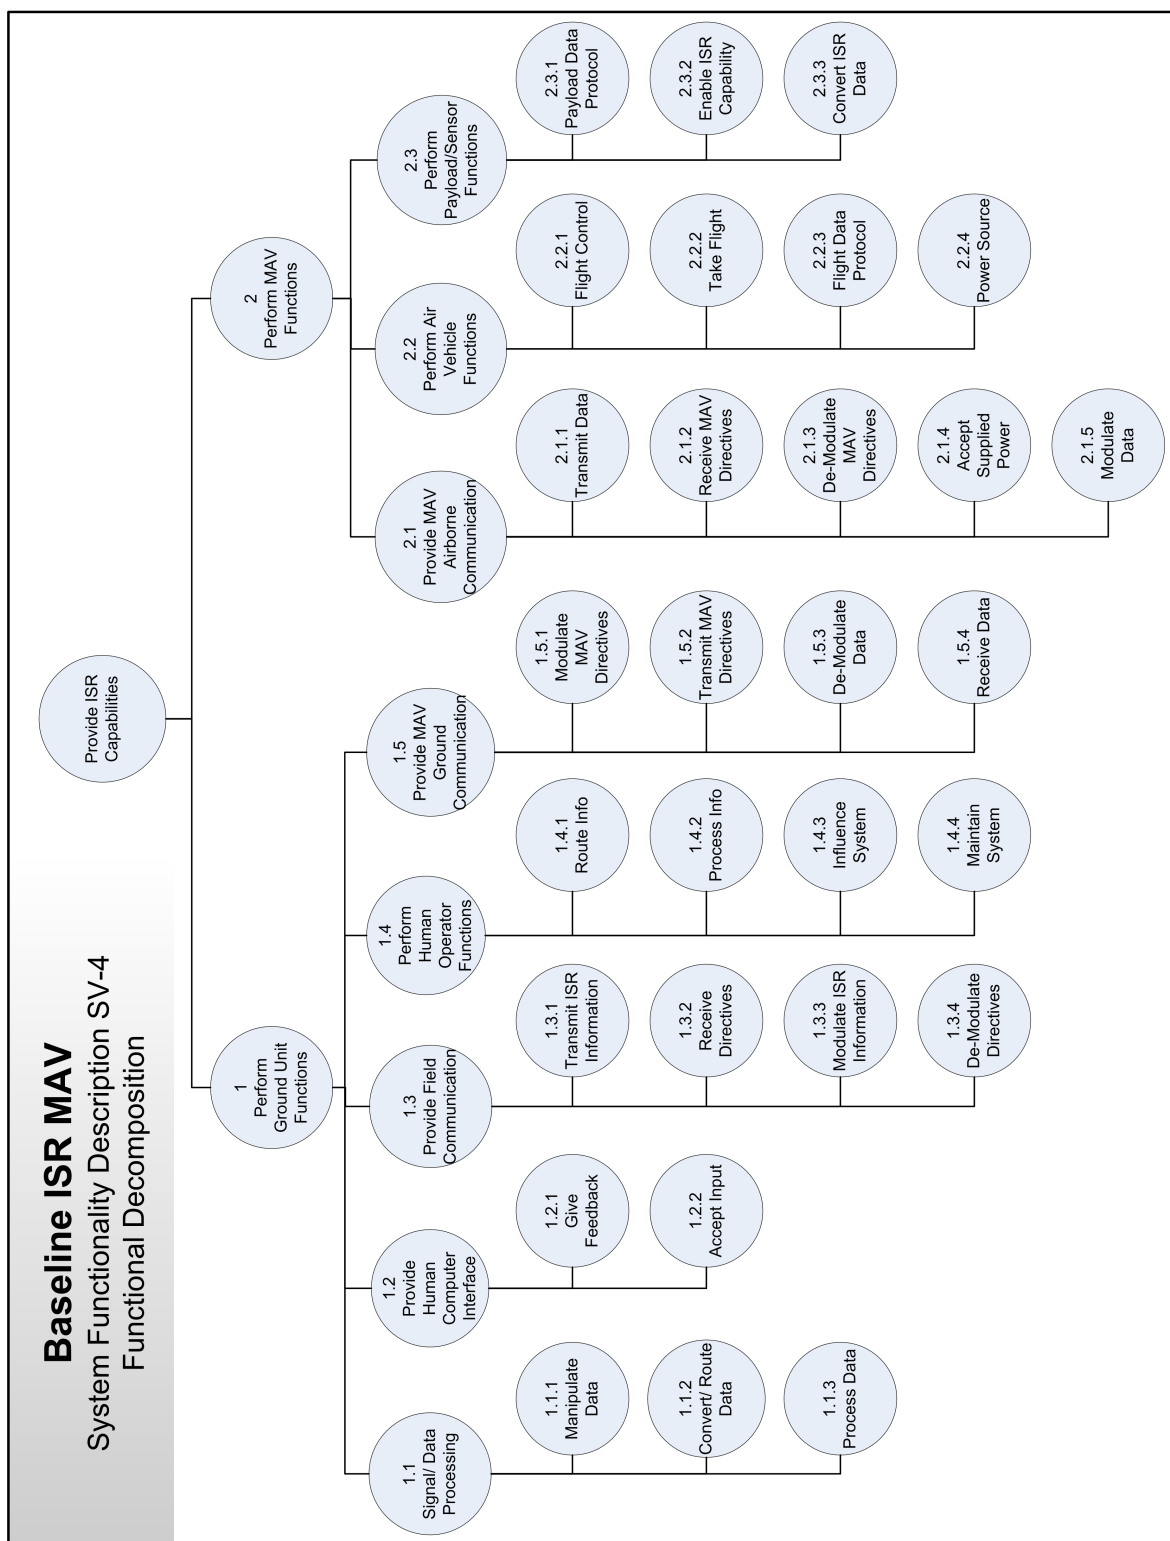 Baseline ISR MAV
System Functionality Description SV-4
Functional Decomposition
Provide ISR
Capabilities
1
Perform
Ground Unit
Functions
2
Perform MAV
Functions
1.1
Signal/ Data
Processing
1.2
Provide
Human
Computer
Interface
1.3
Provide Field
Communication
1.4
Perform
Human
Operator
Functions
1.5
Provide MAV
Ground
Communication
2.1
Provide MAV
Airborne
Communication
2.2
Perform Air
Vehicle
Functions
2.3
Perform
Payload/Sensor
Functions
1.1.1
Manipulate
Data
1.1.2
Convert/ Route
Data
1.1.3
Process Data
1.2.1
Give
Feedback
1.2.2
Accept Input
1.3.1
Transmit ISR
Information
1.3.2
Receive
Directives
1.3.3
Modulate ISR
Information
1.3.4
De-Modulate
Directives
1.4.1
Route Info
1.4.2
Process Info
1.4.3
Influence
System
1.4.4
Maintain
System
1.5.1
Modulate
MAV
Directives
1.5.2
Transmit MAV
Directives
1.5.3
De-Modulate
Data
1.5.4
Receive Data
2.1.1
Transmit Data
2.1.2
Receive MAV
Directives
2.1.3
De-Modulate
MAV
Directives
2.1.4
Accept
Supplied
Power
2.1.5
Modulate
Data
2.2.1
Flight Control
2.2.2
Take Flight
2.2.3
Flight Data
Protocol
2.2.4
Power Source
2.3.1
Payload Data
Protocol
2.3.2
Enable ISR
Capability
2.3.3
Convert ISR
Data